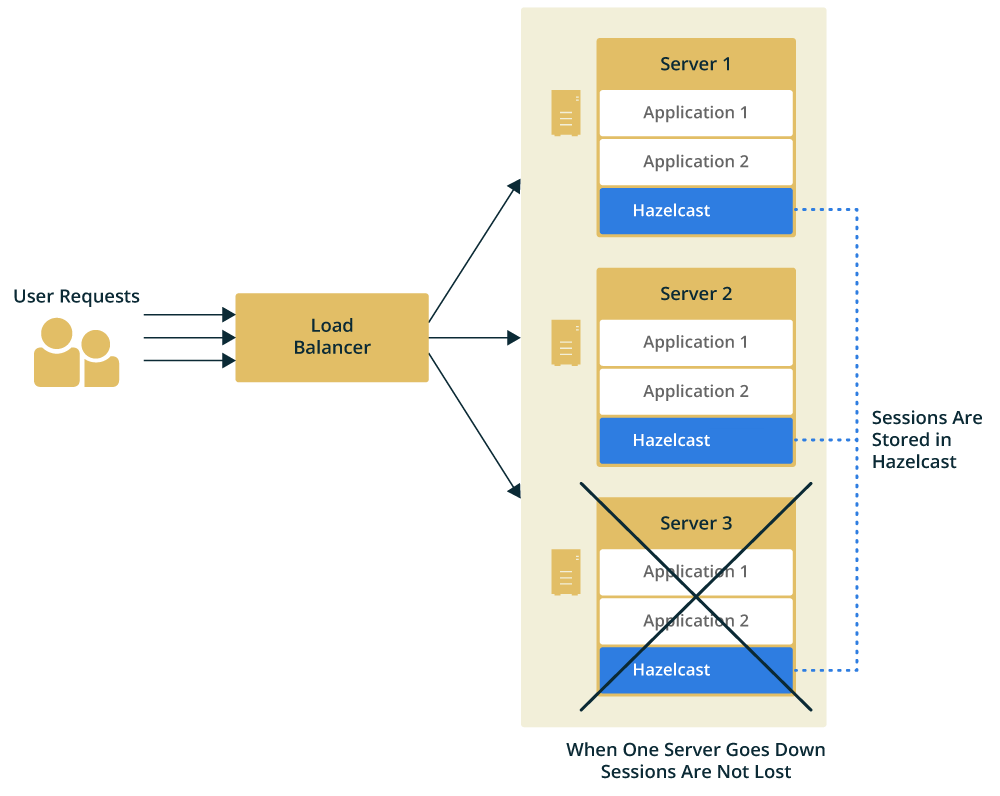 User Requests
Load
Balancer
Server 1
Application 1
Application 2
Hazelcast
Server 2
Application 1
Application 2
Hazelcast
Server 3
Application 1
Application 2
Hazelcast
Sessions Are
Stored in
Hazelcast
When One Server Goes Down
Sessions Are Not Lost